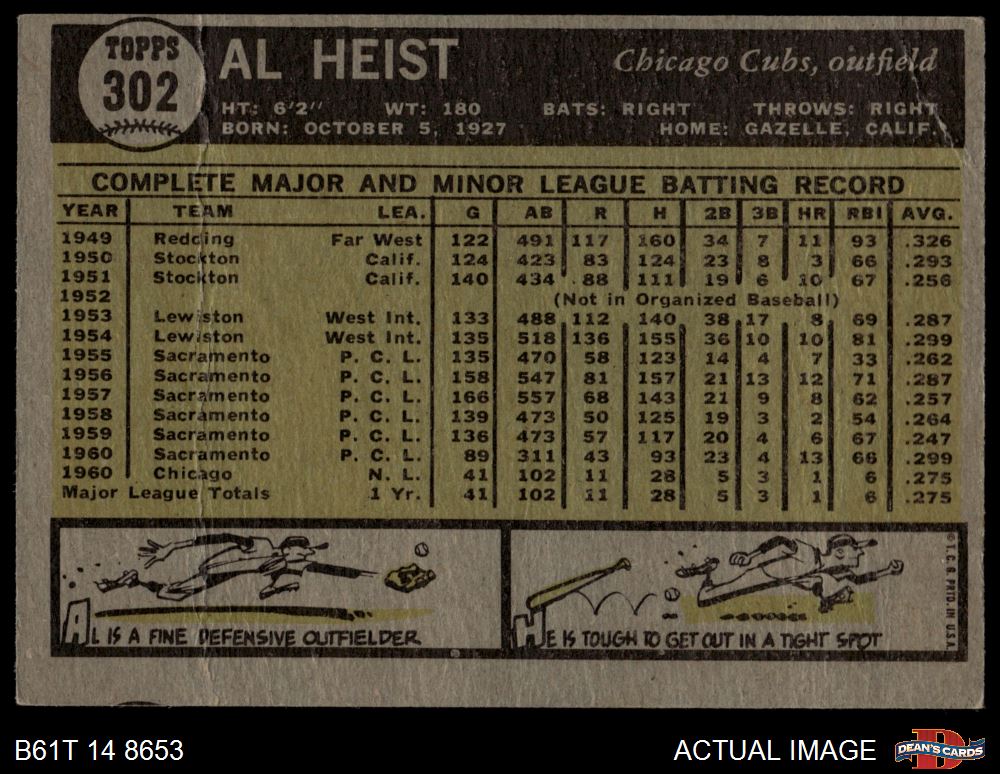 TOPPS
302
AL HEIST
Chicago Cubs, outfield
HT: 6'2" WT: 180 BATS: RIGHT THROWS: RIGHT
BORN: OCTOBER 5, 1927 HOME: GAZELLE, CALIF.
COMPLETE MAJOR AND MINOR LEAGUE BATTING RECORD
YEAR TEAM LEA. G AB R H 2B 3B HR RBI AVG.
1949 Redding Far West 122 491 117 160 34 7 11 93 .326
1950 Stockton Calif. 124 423 83 124 23 8 3 66 .293
1951 Stockton Calif. 140 434 88 111 19 6 10 67 .256
1952 (Not in Organized Baseball)
1953 Lewiston West Int. 133 488 112 140 38 17 8 69 .287
1954 Lewiston West Int. 135 518 136 155 36 10 10 81 .299
1955 Sacramento P. C. L. 135 470 58 123 14 4 7 33 .262
1956 Sacramento P. C. L. 158 547 81 157 21 13 12 71 .287
1957 Sacramento P. C. L. 166 557 68 143 21 9 8 62 .257
1958 Sacramento P. C. L. 139 473 50 125 19 3 2 54 .264
1959 Sacramento P. C. L. 136 473 57 117 20 4 6 67 .247
1960 Sacramento P. C. L. 89 311 43 93 23 4 13 66 .299
1960 Chicago N. L. 41 102 11 28 5 3 1 6 .275
Major League Totals 1 Yr. 41 102 11 28 5 3 1 6 .275
AL IS A FINE DEFENSIVE OUTFIELDER
HE IS TOUGH TO GET OUT IN A TIGHT SPOT
© T. C. G. PRTD. IN U.S.A.
B61T 14 8653
ACTUAL IMAGE
D
DEAN'S CARDS